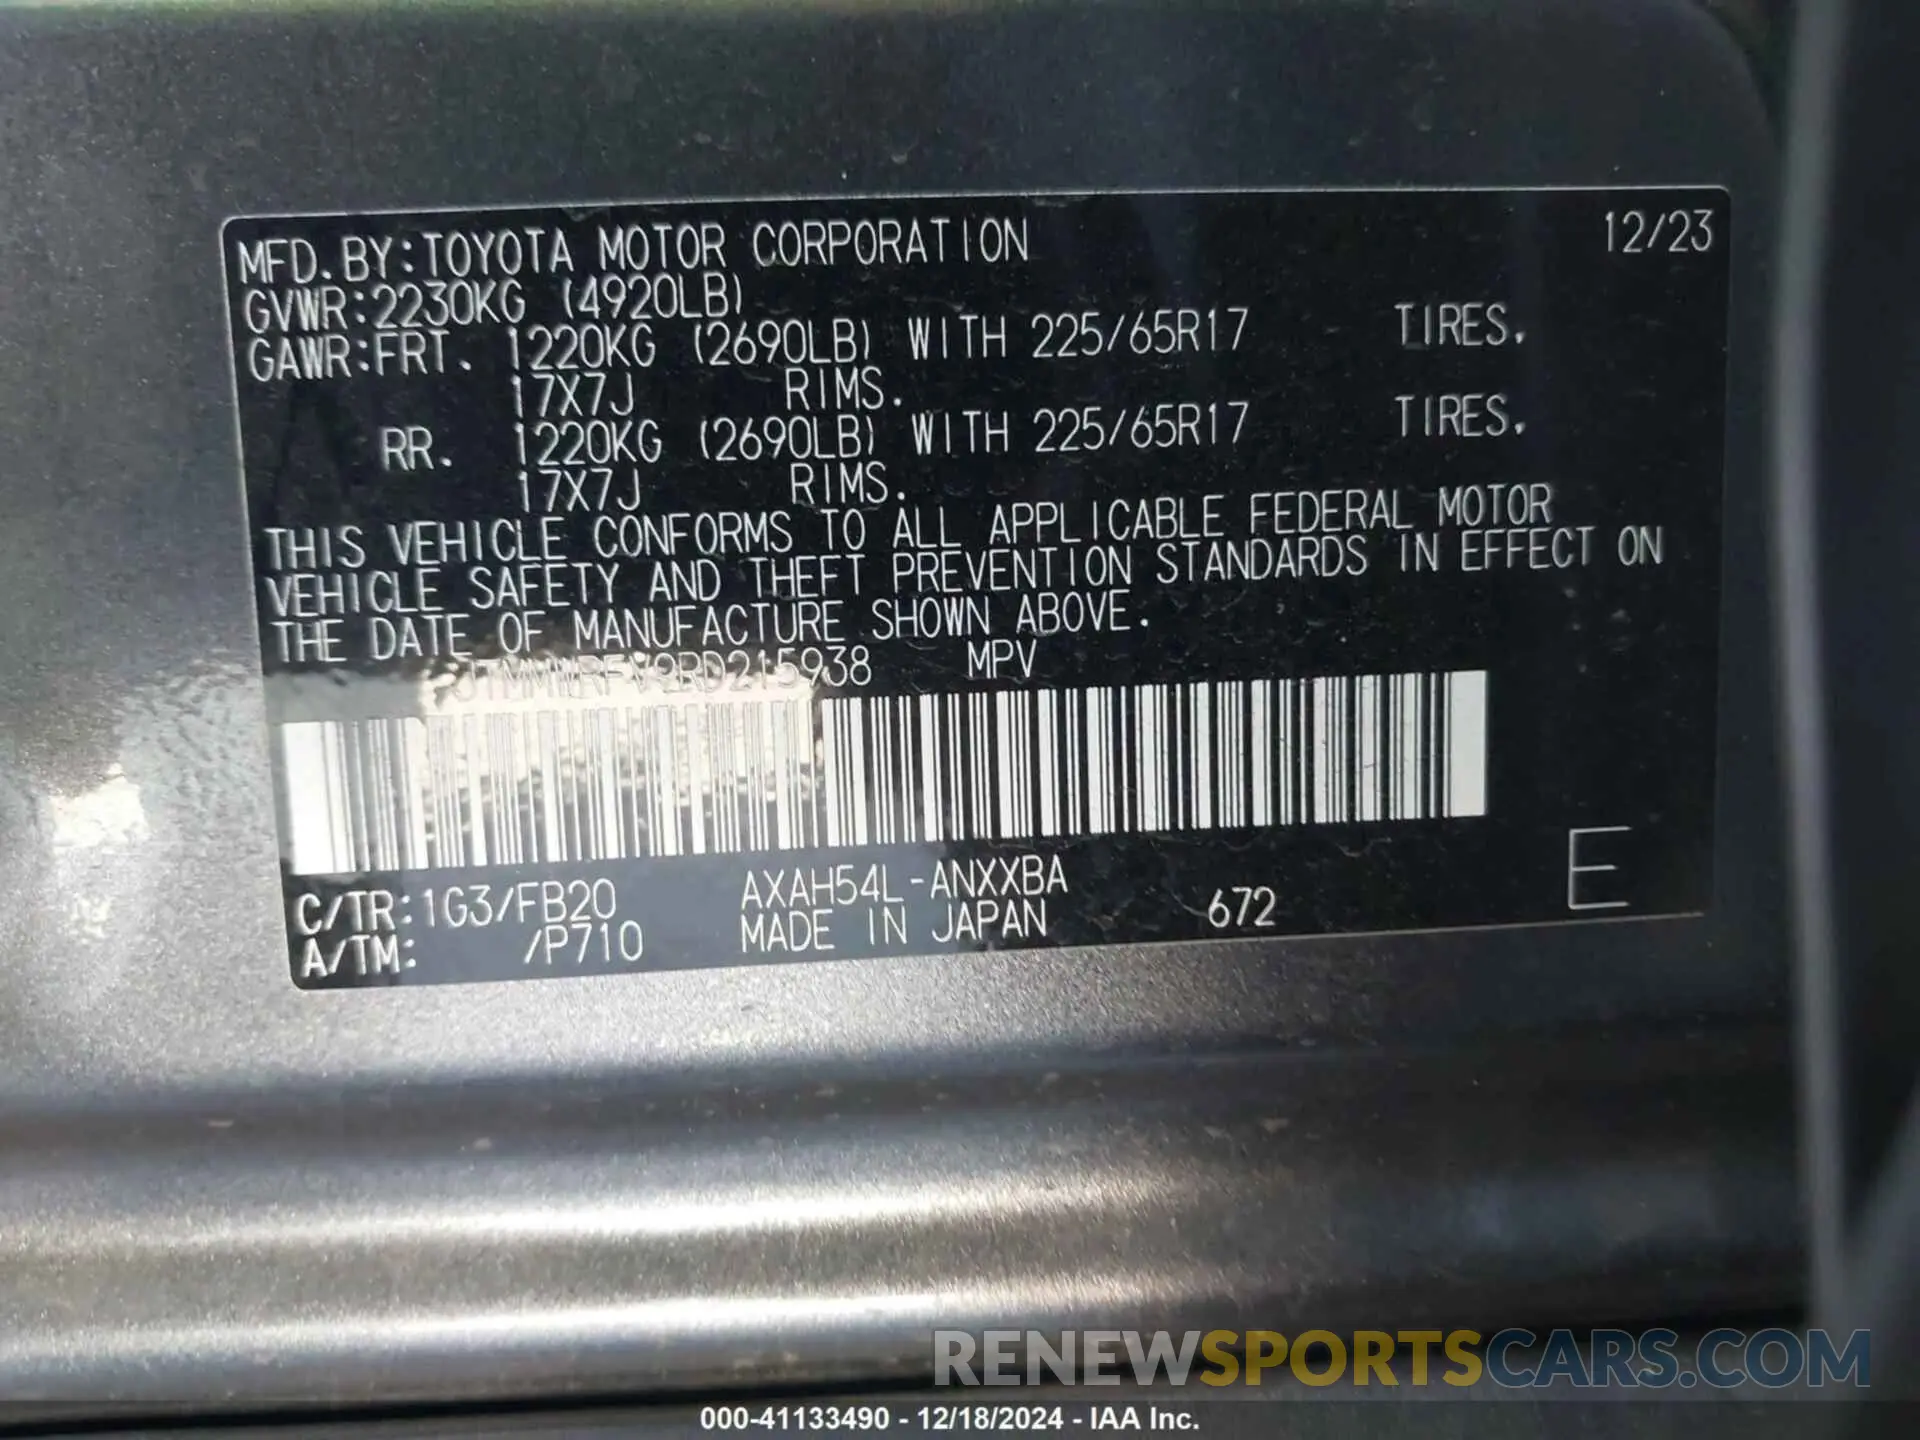 MFD.BY:TOYOTA MOTOR CORPORATION 12/23
GVWR:2230KG (4920LB)
GAWR:FRT. 1220KG (2690LB) WITH 225/65R17 TIRES.
17X7J RIMS.
RR. 1220KG (2690LB) WITH 225/65R17 TIRES.
17X7J RIMS.
THIS VEHICLE CONFORMS TO ALL APPLICABLE FEDERAL MOTOR
VEHICLE SAFETY AND THEFT PREVENTION STANDARDS IN EFFECT ON
THE DATE OF MANUFACTURE SHOWN ABOVE.
MPV
C/TR:1G3/FB20 AXAH54L-ANXXBA
A/TM: /P710 MADE IN JAPAN 672 E
RENEWSPORTSCARS.COM
000-41133490 - 12/18/2024 - IAA Inc.